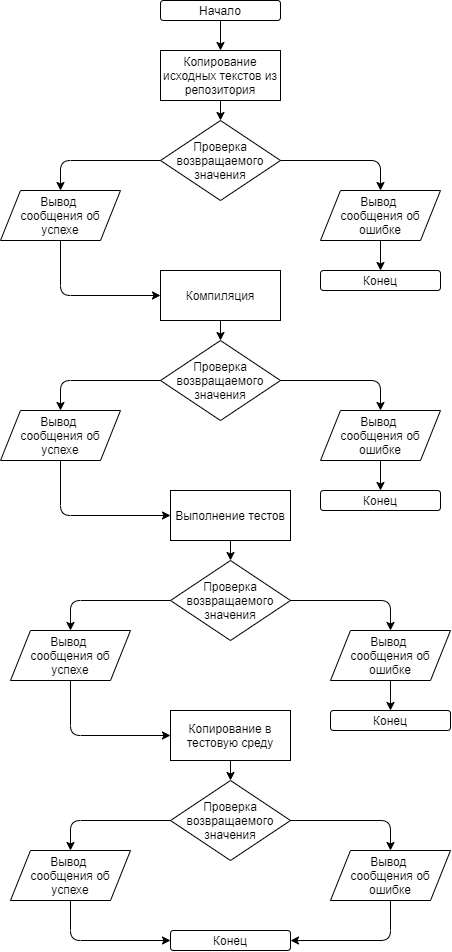 Начало
Копирование
исходных текстов из
репозитория
Проверка
возвращаемого
значения
Вывод
сообщения об
успехе
Вывод
сообщения об
ошибке
Конец
Компиляция
Проверка
возвращаемого
значения
Вывод
сообщения об
успехе
Вывод
сообщения об
ошибке
Конец
Выполнение тестов
Проверка
возвращаемого
значения
Вывод
сообщения об
успехе
Вывод
сообщения об
ошибке
Конец
Копирование в
тестовую среду
Проверка
возвращаемого
значения
Вывод
сообщения об
успехе
Вывод
сообщения об
ошибке
Конец